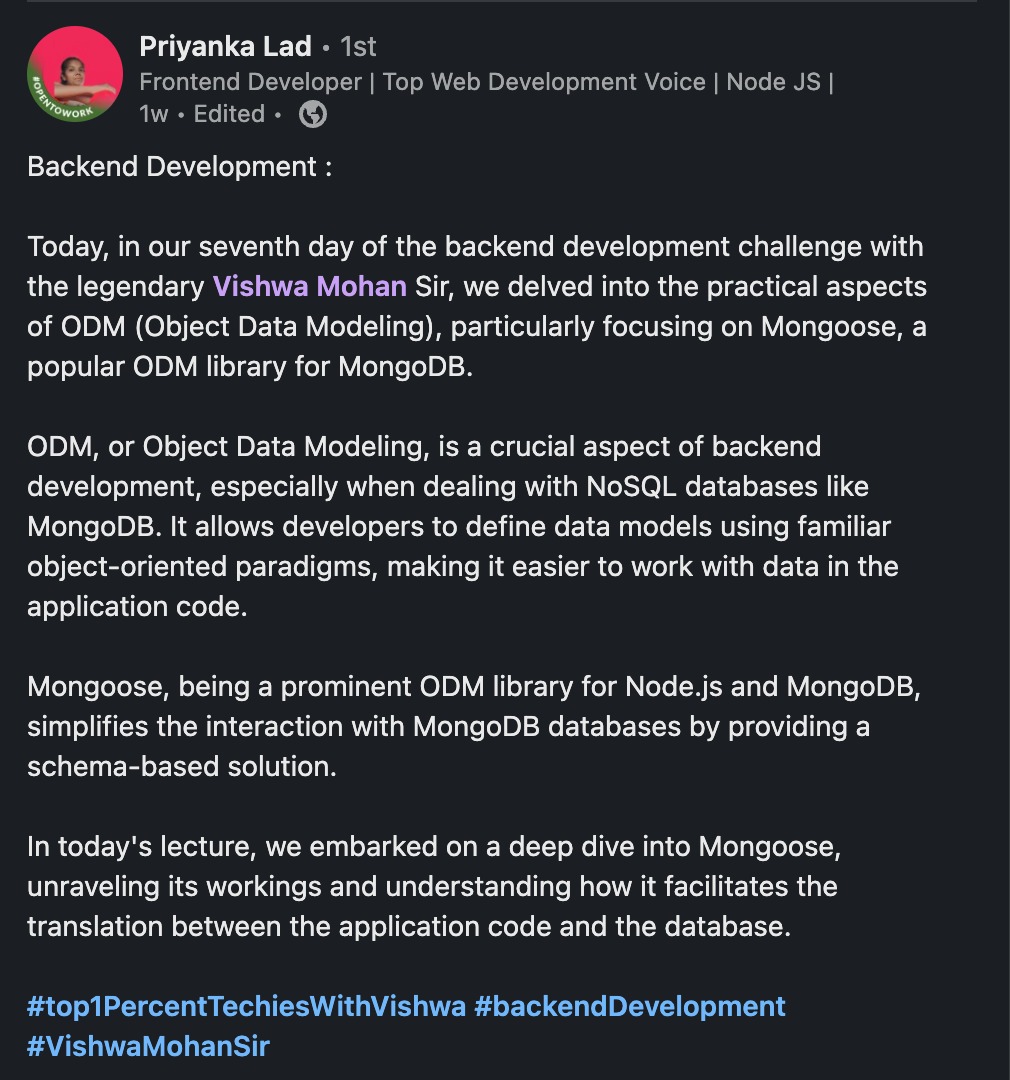 Priyanka Lad • 1st
Frontend Developer | Top Web Development Voice | Node JS |
1w • Edited •
#OPENTOWORK
Backend Development :
Today, in our seventh day of the backend development challenge with
the legendary Vishwa Mohan Sir, we delved into the practical aspects
of ODM (Object Data Modeling), particularly focusing on Mongoose, a
popular ODM library for MongoDB.
ODM, or Object Data Modeling, is a crucial aspect of backend
development, especially when dealing with NoSQL databases like
MongoDB. It allows developers to define data models using familiar
object-oriented paradigms, making it easier to work with data in the
application code.
Mongoose, being a prominent ODM library for Node.js and MongoDB,
simplifies the interaction with MongoDB databases by providing a
schema-based solution.
In today's lecture, we embarked on a deep dive into Mongoose,
unraveling its workings and understanding how it facilitates the
translation between the application code and the database.
#top1PercentTechiesWithVishwa #backendDevelopment
#VishwaMohanSir